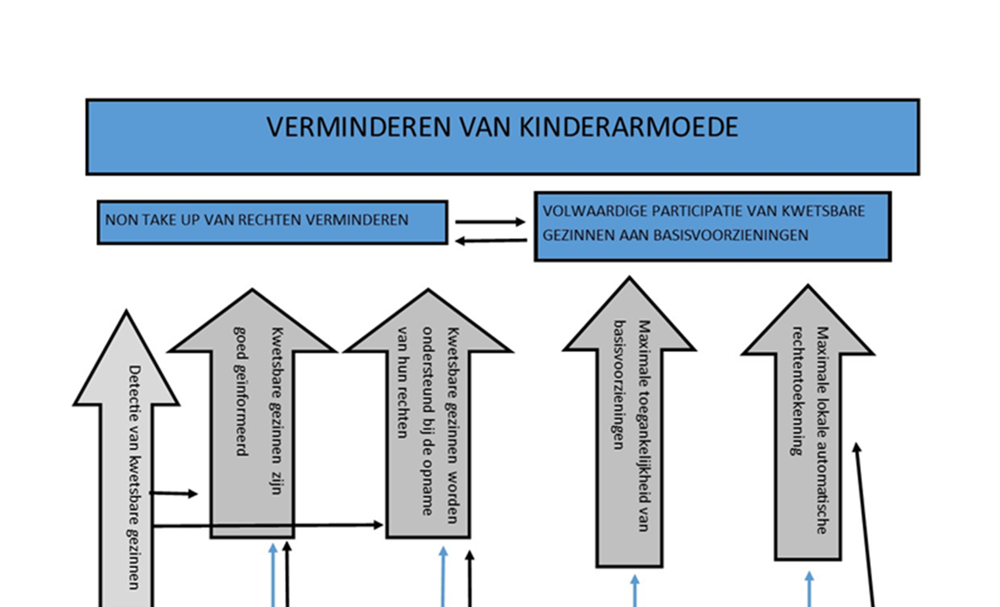 VERMINDEREN VAN KINDERARMOEDE
NON TAKE UP VAN RECHTEN VERMINDEREN
VOLWAARDIGE PARTICIPATIE VAN KWETSBARE
GEZINNEN AAN BASISVOORZIENINGEN
Detectie van kwetsbare gezinnen
Kwetsbare gezinnen zijn
goed geïnformeerd
Kwetsbare gezinnen worden
ondersteund bij de opname
van hun rechten
Maximale toegankelijkheid van
basisvoorzieningen
Maximale lokale automatische
rechtentoekenning